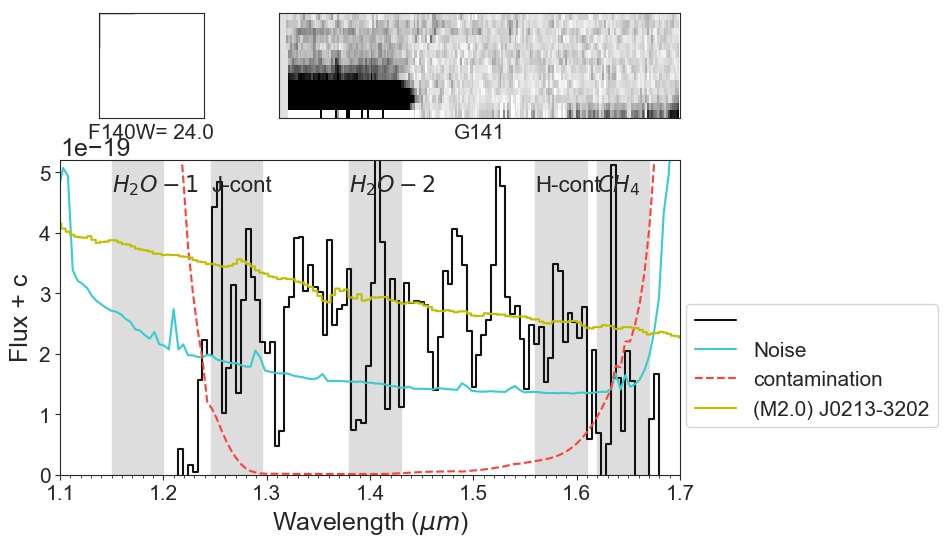 F140W= 24.0
G141
1e−19
H₂O − 1
J-cont
H₂O − 2
H-cont
CH₄
5
4
3
2
1
0
Flux + c
1.1 1.2 1.3 1.4 1.5 1.6 1.7
Wavelength (μm)
Noise
contamination
(M2.0) J0213-3202